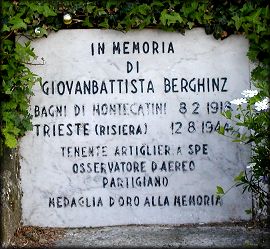 IN MEMORIA
DI
GIOVANBATTISTA BERGHINZ
BAGNI DI MONTECATINI 8 2 1918
TRIESTE (RISIERA) 12 8 1944
TENENTE ARTIGLIER A SPE
OSSERVATORE D'AEREO
PARTIGIANO
MEDAGLIA D'ORO ALLA MEMORIA